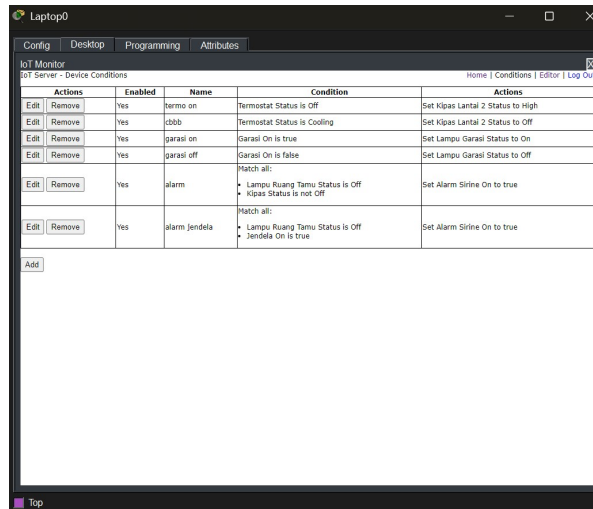 Laptop0
Config Desktop Programming Attributes
IoT Monitor X
IoT Server - Device Conditions Home | Conditions | Editor | Log Out
Actions Enabled Name Condition Actions
Edit Remove Yes termo on Termostat Status is Off Set Kipas Lantai 2 Status to High
Edit Remove Yes cbbb Termostat Status is Cooling Set Kipas Lantai 2 Status to Off
Edit Remove Yes garasi on Garasi On is true Set Lampu Garasi Status to On
Edit Remove Yes garasi off Garasi On is false Set Lampu Garasi Status to Off
Match all:
• Lampu Ruang Tamu Status is Off
Edit Remove Yes alarm Set Alarm Sirine On to true
• Kipas Status is not Off
Match all:
• Lampu Ruang Tamu Status is Off
Edit Remove Yes alarm jendela Set Alarm Sirine On to true
• Jendela On is true
Add
Top